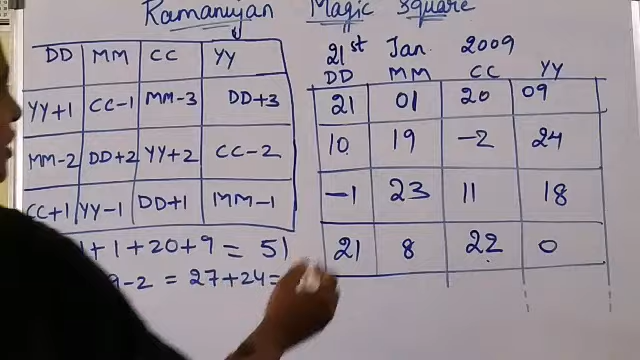 Ramanujan Magic Square
DD MM CC YY
YY+1 CC-1 MM-3 DD+3
MM-2 DD+2 YY+2 CC-2
CC+1 YY-1 DD+1 MM-1
1+1+20+9 = 51
9-2 = 27+24=
21st Jan. 2009
DD MM CC YY
21 01 20 09
10 19 -2 24
-1 23 11 18
21 8 22 0